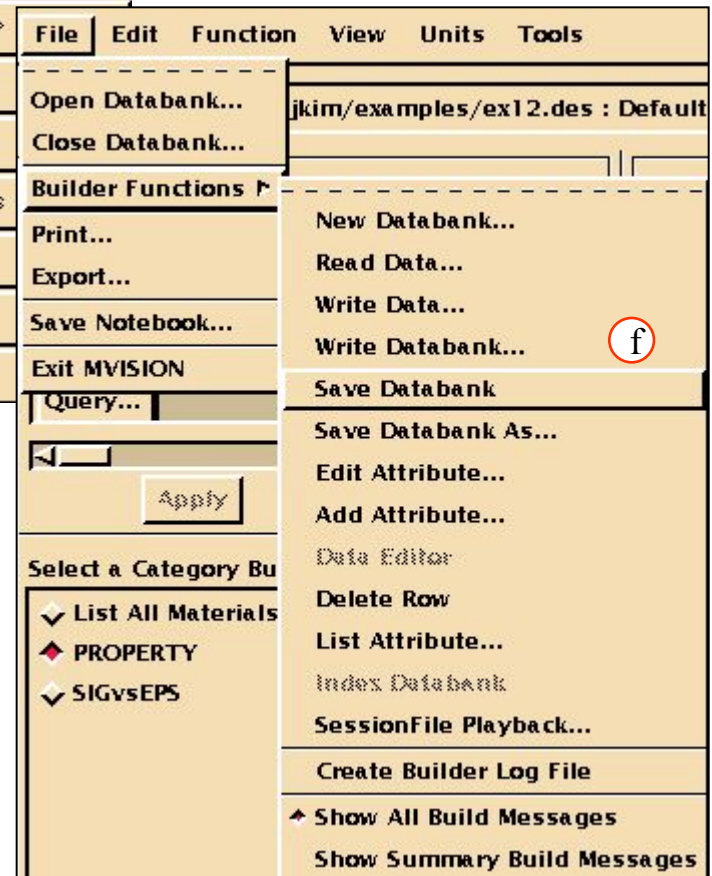 File Edit Function View Units Tools
Open Databank...
jkim/examples/ex12.des : Default
Close Databank...
Builder Functions
Print...
Export...
Save Notebook...
Exit MVISION
New Databank...
Read Data...
Write Data...
Write Databank...
f
Save Databank
Save Databank As...
Edit Attribute...
Add Attribute...
Data Editor
Delete Row
List Attribute...
Index Databank
SessionFile Playback...
Create Builder Log File
Show All Build Messages
Show Summary Build Messages
Query...
Apply
Select a Category Bu
List All Materials
PROPERTY
SIGvsEPS